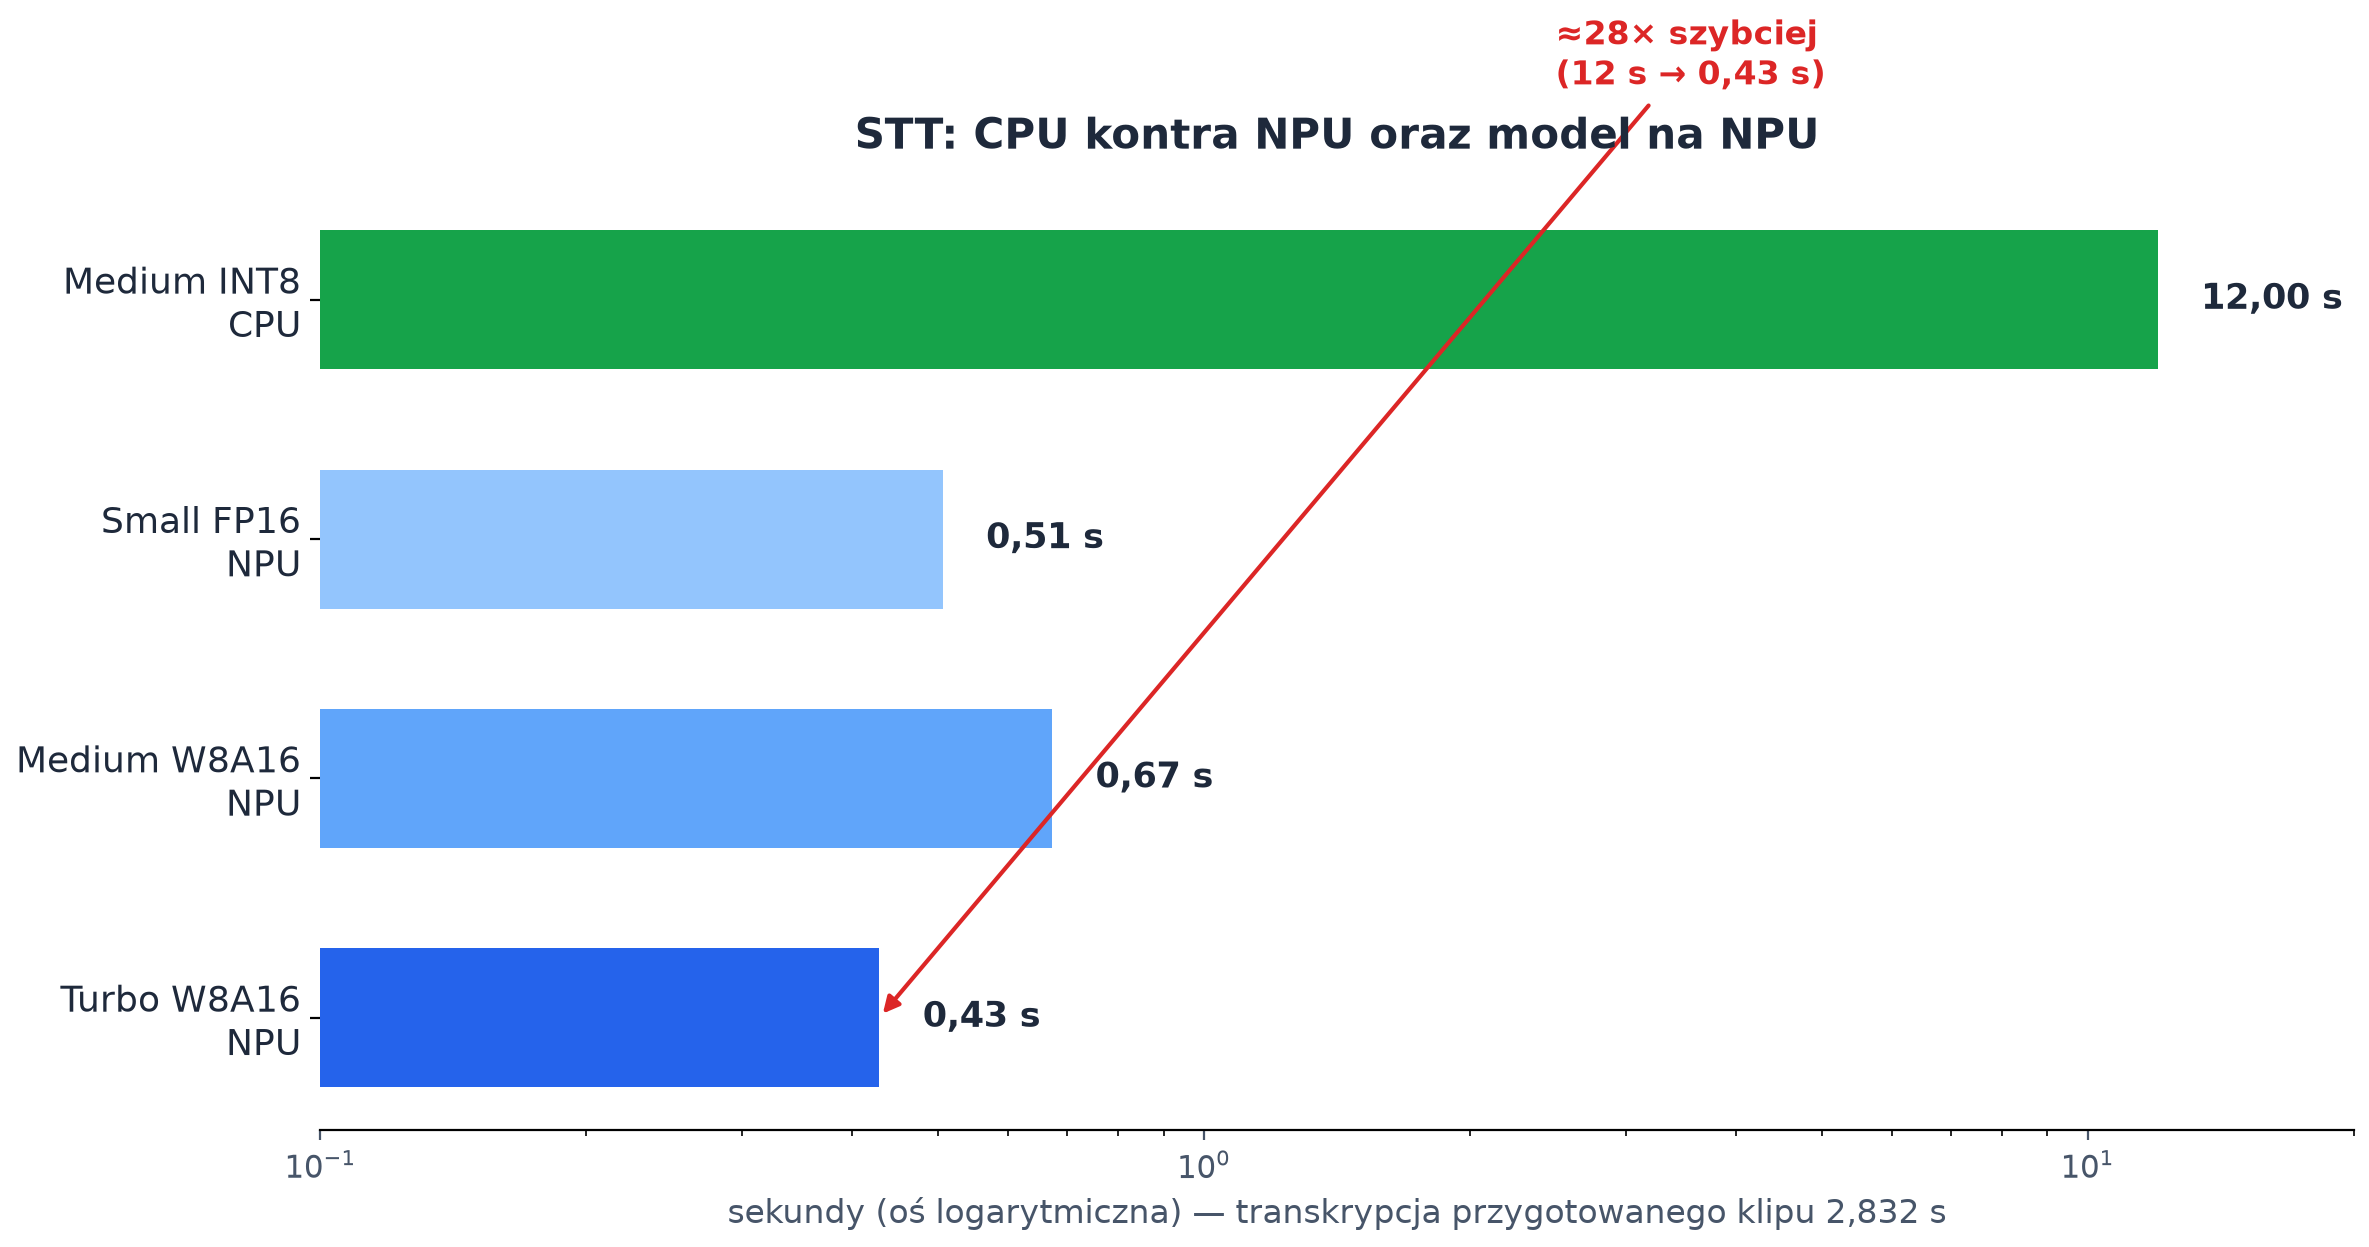 ≈28× szybciej
(12 s → 0,43 s)
STT: CPU kontra NPU oraz model na NPU
Medium INT8
CPU
12,00 s
Small FP16
NPU
0,51 s
Medium W8A16
NPU
0,67 s
Turbo W8A16
NPU
0,43 s
10⁻¹ 10⁰ 10¹
sekundy (oś logarytmiczna) — transkrypcja przygotowanego klipu 2,832 s